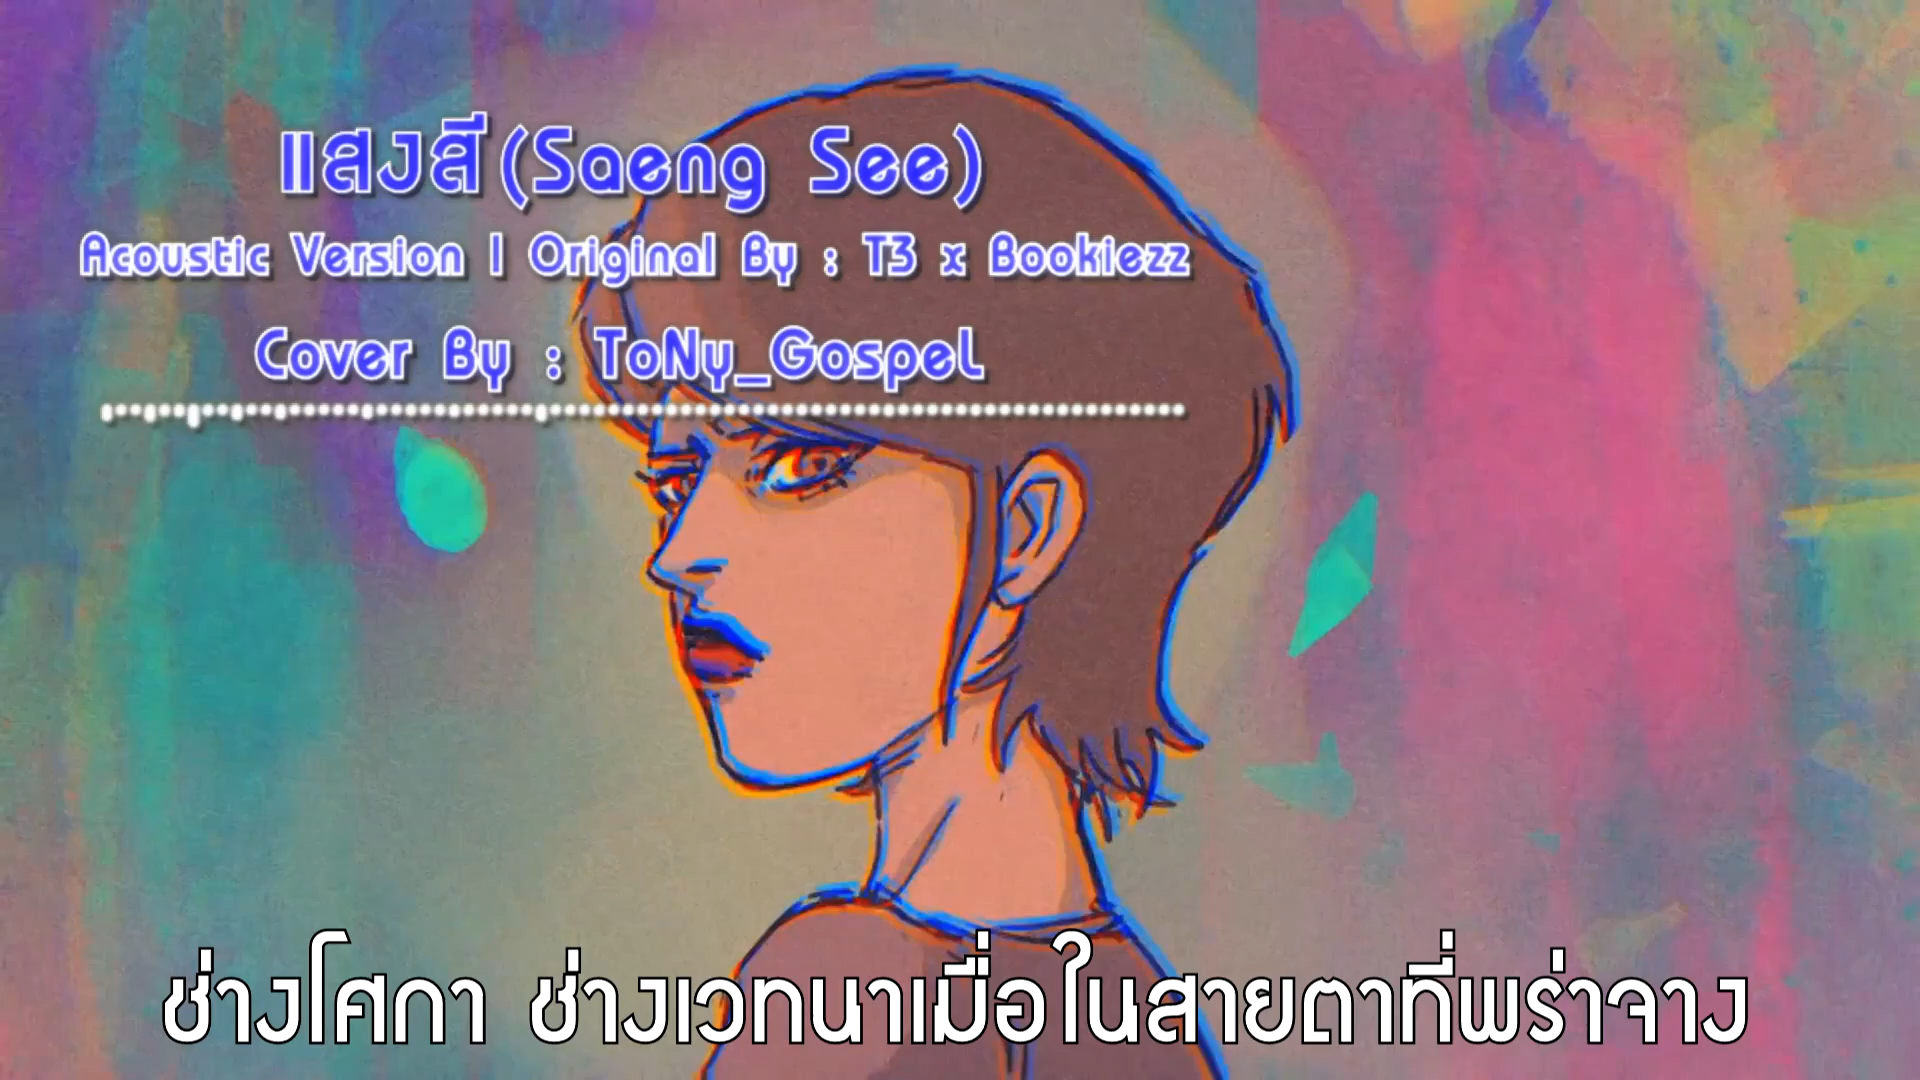 แสงสี (Saeng See)
Acoustic Version | Original By : T3 x Bookiezz
Cover By : ToNy_GospeL
ช่างโศกา ช่างเวทนาเมื่อในสายตาที่พร่าจาง